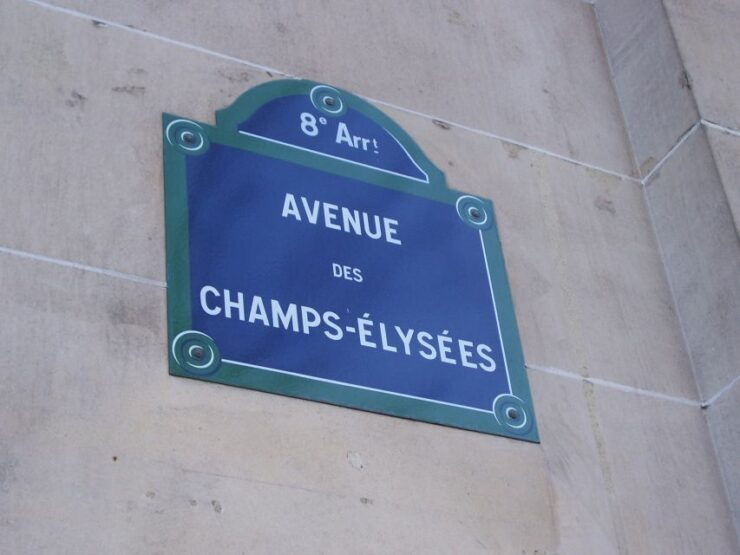 8e Arrt
AVENUE
DES
CHAMPS-ÉLYSÉES